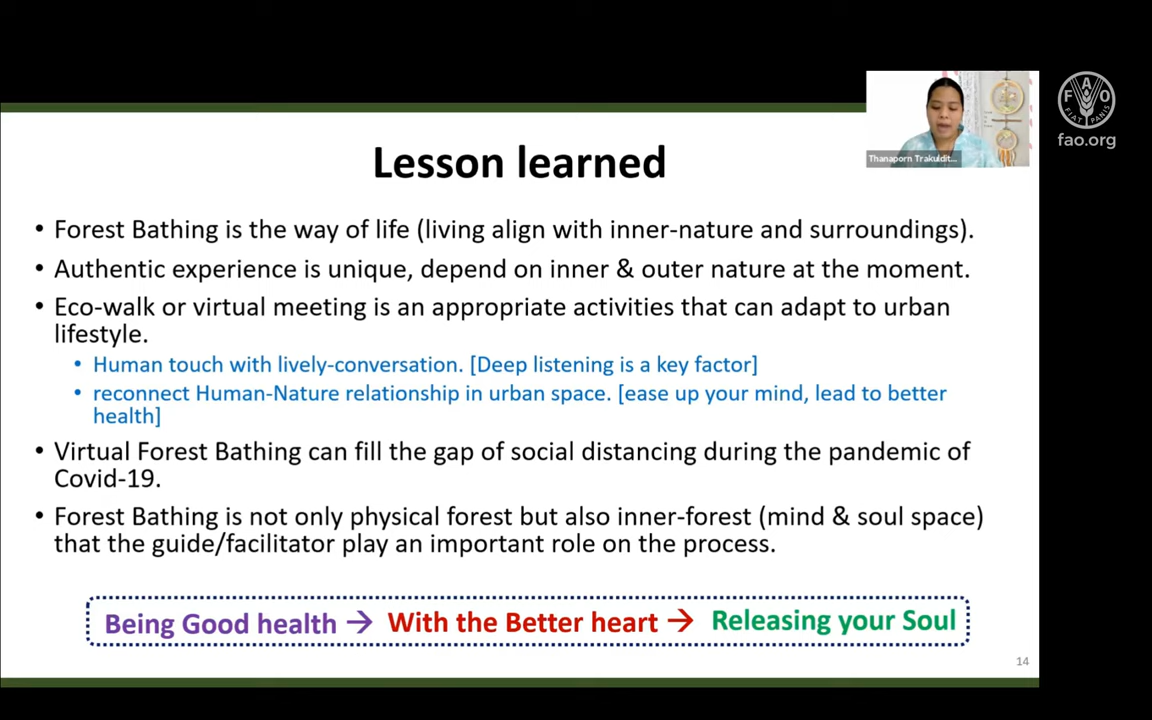 Lesson learned
• Forest Bathing is the way of life (living align with inner-nature and surroundings).
• Authentic experience is unique, depend on inner & outer nature at the moment.
• Eco-walk or virtual meeting is an appropriate activities that can adapt to urban
lifestyle.
• Human touch with lively-conversation. [Deep listening is a key factor]
• reconnect Human-Nature relationship in urban space. [ease up your mind, lead to better
health]
• Virtual Forest Bathing can fill the gap of social distancing during the pandemic of
Covid-19.
• Forest Bathing is not only physical forest but also inner-forest (mind & soul space)
that the guide/facilitator play an important role on the process.
Being Good health → With the Better heart → Releasing your Soul
14
Thanaporn Trakuldit...
F A O
FIAT PANIS
fao.org